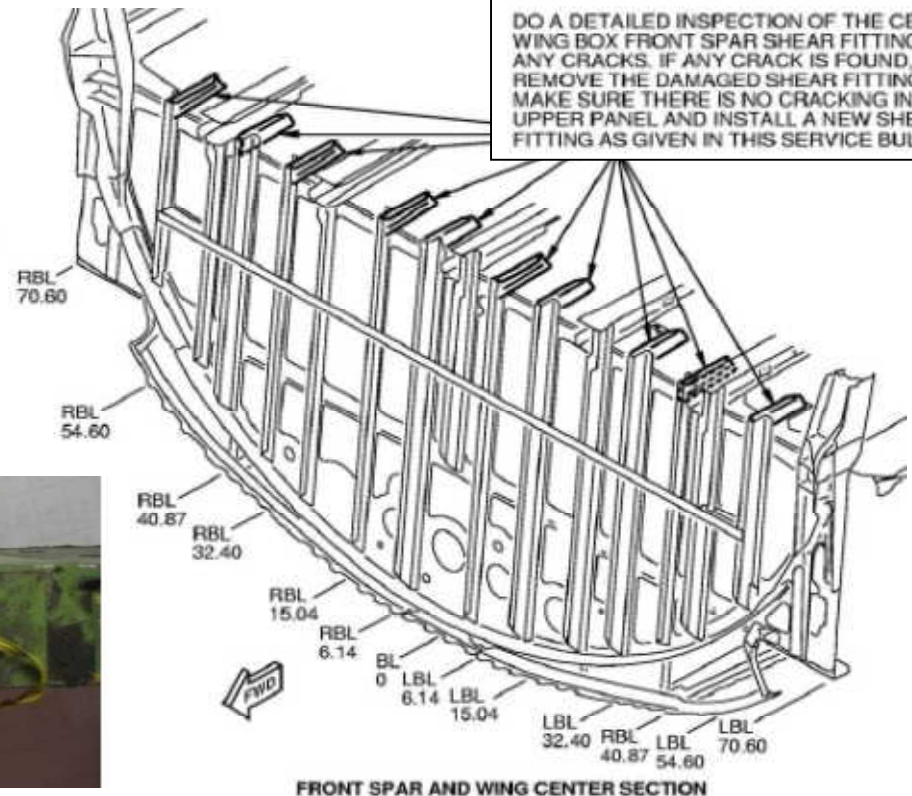 DO A DETAILED INSPECTION OF THE
WING BOX FRONT SPAR SHEAR FITTING
ANY CRACKS. IF ANY CRACK IS FOUND,
REMOVE THE DAMAGED SHEAR FITTING
MAKE SURE THERE IS NO CRACKING IN
UPPER PANEL AND INSTALL A NEW
FITTING AS GIVEN IN THIS SERVICE
RBL
70.60
RBL
54.60
RBL
40.87
RBL
32.40
RBL
15.04
RBL
6.14
BL
0
LBL
6.14
LBL
15.04
LBL
32.40
RBL
40.87
LBL
54.60
LBL
70.60
FWD
FRONT SPAR AND WING CENTER SECTION